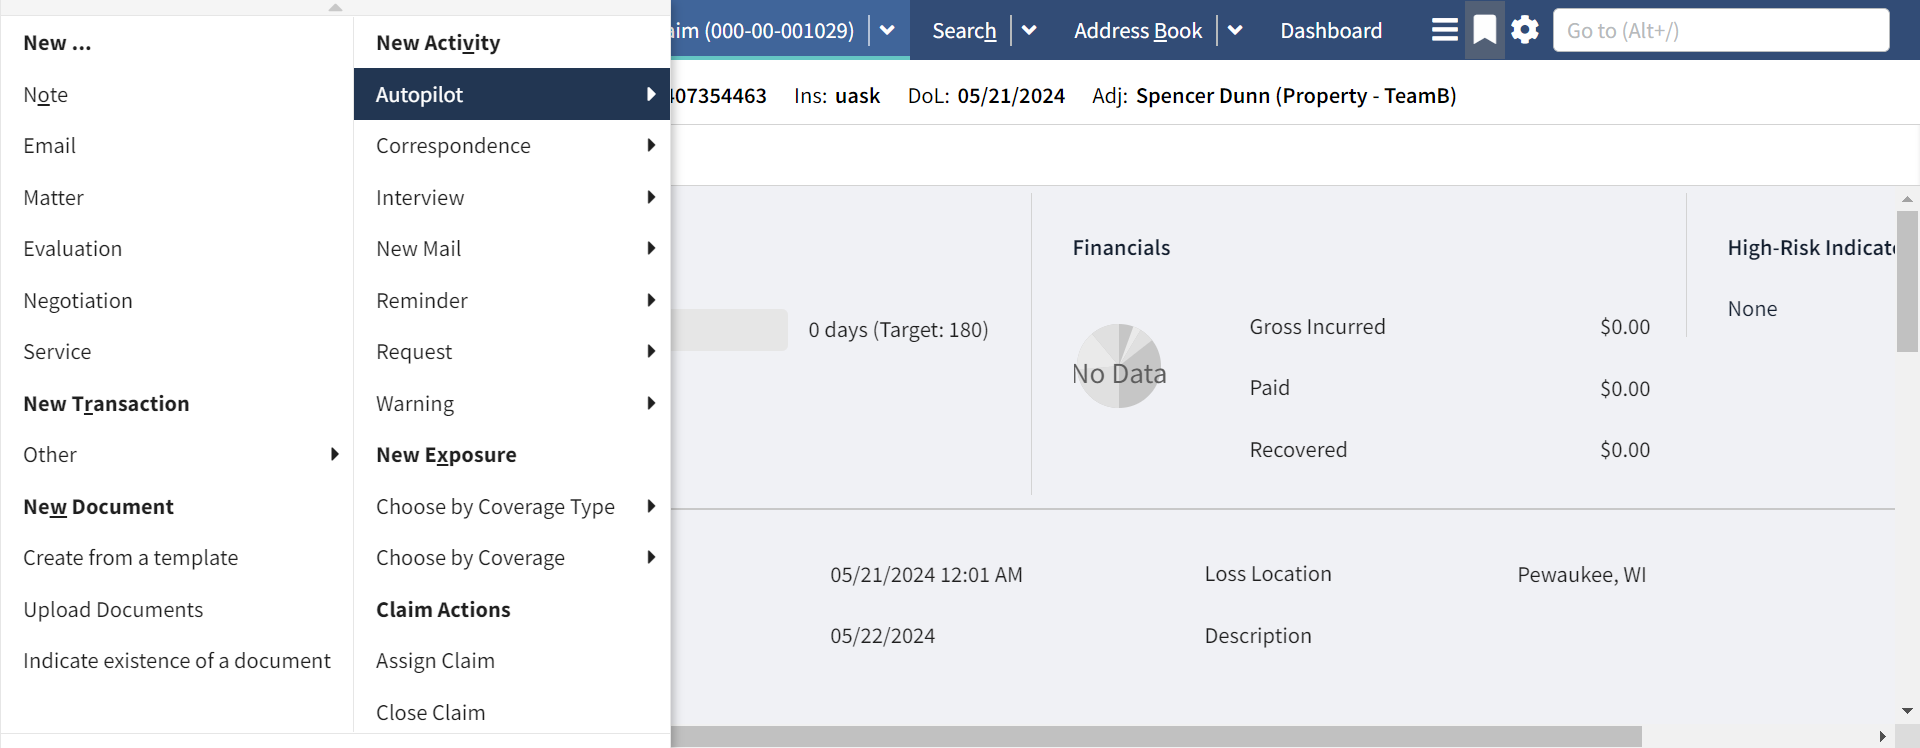 New ...
Note
Email
Matter
Evaluation
Negotiation
Service
New Transaction
Other
New Document
Create from a template
Upload Documents
Indicate existence of a document
New Activity
Autopilot
Correspondence
Interview
New Mail
Reminder
Request
Warning
New Exposure
Choose by Coverage Type
Choose by Coverage
Claim Actions
Assign Claim
Close Claim
aim (000-00-001029)
Search
Address Book
Dashboard
Go to (Alt+/)
407354463 Ins: uask DoL: 05/21/2024 Adj: Spencer Dunn (Property - TeamB)
0 days (Target: 180)
Financials
No Data
Gross Incurred $0.00
Paid $0.00
Recovered $0.00
High-Risk Indicat
None
05/21/2024 12:01 AM
Loss Location
Pewaukee, WI
05/22/2024
Description